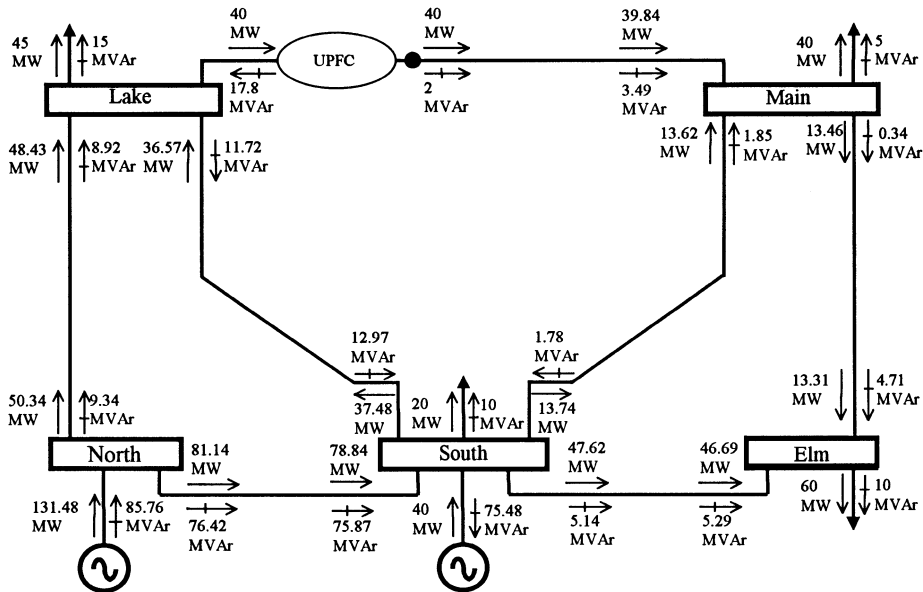 45
MW
15
MVAr
40
MW
UPFC
40
MW
39.84
MW
40
MW
5
MVAr
17.8
MVAr
2
MVAr
3.49
MVAr
Lake
Main
48.43
MW
8.92
MVAr
36.57
MW
11.72
MVAr
13.62
MW
1.85
MVAr
13.46
MW
0.34
MVAr
12.97
MVAr
1.78
MVAr
50.34
MW
9.34
MVAr
37.48
MW
20
MW
10
MVAr
13.74
MW
13.31
MW
4.71
MVAr
North
81.14
MW
78.84
MW
South
47.62
MW
46.69
MW
Elm
131.48
MW
85.76
MVAr
76.42
MVAr
75.87
MVAr
40
MW
75.48
MVAr
5.14
MVAr
5.29
MVAr
60
MW
10
MVAr